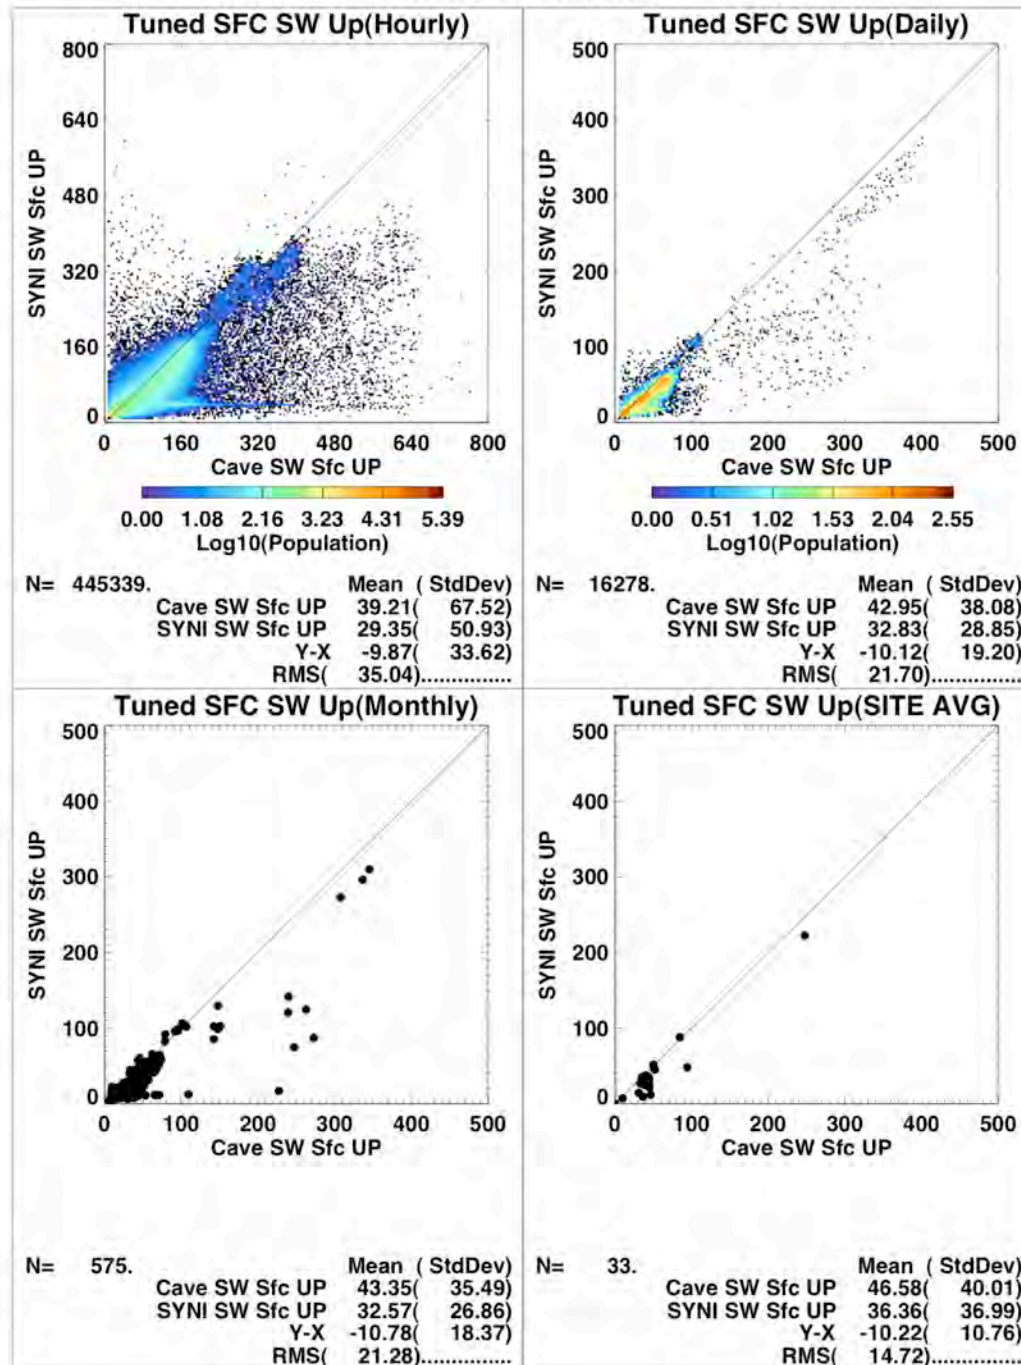 Tuned SFC SW Up(Hourly)
800
640
480
320
160
0
SYNI SW Sfc UP
0 160 320 480 640 800
Cave SW Sfc UP
0.00 1.08 2.16 3.23 4.31 5.39
Log10(Population)
N= 445339. Mean ( StdDev)
Cave SW Sfc UP 39.21( 67.52)
SYNI SW Sfc UP 29.35( 50.93)
Y-X -9.87( 33.62)
RMS( 35.04)...............
Tuned SFC SW Up(Daily)
500
400
300
200
100
0
SYNI SW Sfc UP
0 100 200 300 400 500
Cave SW Sfc UP
0.00 0.51 1.02 1.53 2.04 2.55
Log10(Population)
N= 16278. Mean ( StdDev)
Cave SW Sfc UP 42.95( 38.08)
SYNI SW Sfc UP 32.83( 28.85)
Y-X -10.12( 19.20)
RMS( 21.70)...............
Tuned SFC SW Up(Monthly)
500
400
300
200
100
0
SYNI SW Sfc UP
0 100 200 300 400 500
Cave SW Sfc UP
N= 575. Mean ( StdDev)
Cave SW Sfc UP 43.35( 35.49)
SYNI SW Sfc UP 32.57( 26.86)
Y-X -10.78( 18.37)
RMS( 21.28)...............
Tuned SFC SW Up(SITE AVG)
500
400
300
200
100
0
SYNI SW Sfc UP
0 100 200 300 400 500
Cave SW Sfc UP
N= 33. Mean ( StdDev)
Cave SW Sfc UP 46.58( 40.01)
SYNI SW Sfc UP 36.36( 36.99)
Y-X -10.22( 10.76)
RMS( 14.72)...............